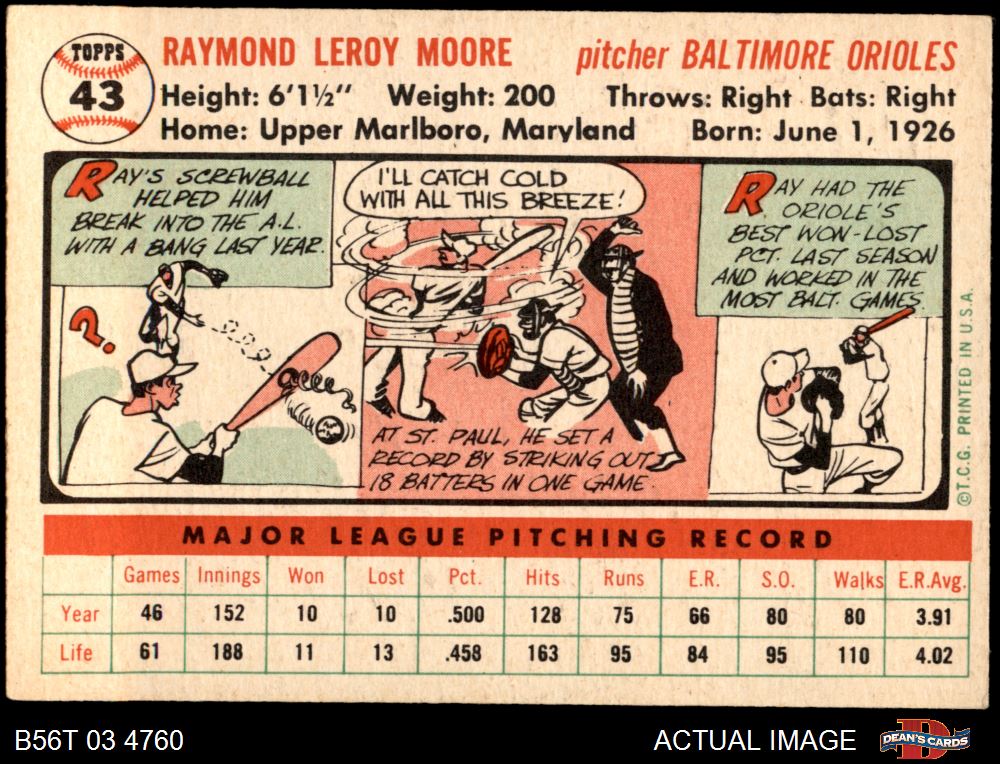 TOPPS
43
RAYMOND LEROY MOORE pitcher BALTIMORE ORIOLES
Height: 6'1½" Weight: 200 Throws: Right Bats: Right
Home: Upper Marlboro, Maryland Born: June 1, 1926
RAY'S SCREWBALL
HELPED HIM
BREAK INTO THE A.L.
WITH A BANG LAST YEAR.
?
I'LL CATCH COLD
WITH ALL THIS BREEZE!
AT ST. PAUL, HE SET A
RECORD BY STRIKING OUT
18 BATTERS IN ONE GAME.
RAY HAD THE
ORIOLE'S
BEST WON-LOST
PCT. LAST SEASON
AND WORKED IN THE
MOST BALT. GAMES.
©T.C.G. PRINTED IN U.S.A.
MAJOR LEAGUE PITCHING RECORD
Games Innings Won Lost Pct. Hits Runs E.R. S.O. Walks E.R.Avg.
Year 46 152 10 10 .500 128 75 66 80 80 3.91
Life 61 188 11 13 .458 163 95 84 95 110 4.02
B56T 03 4760 ACTUAL IMAGE D DEAN'S CARDS